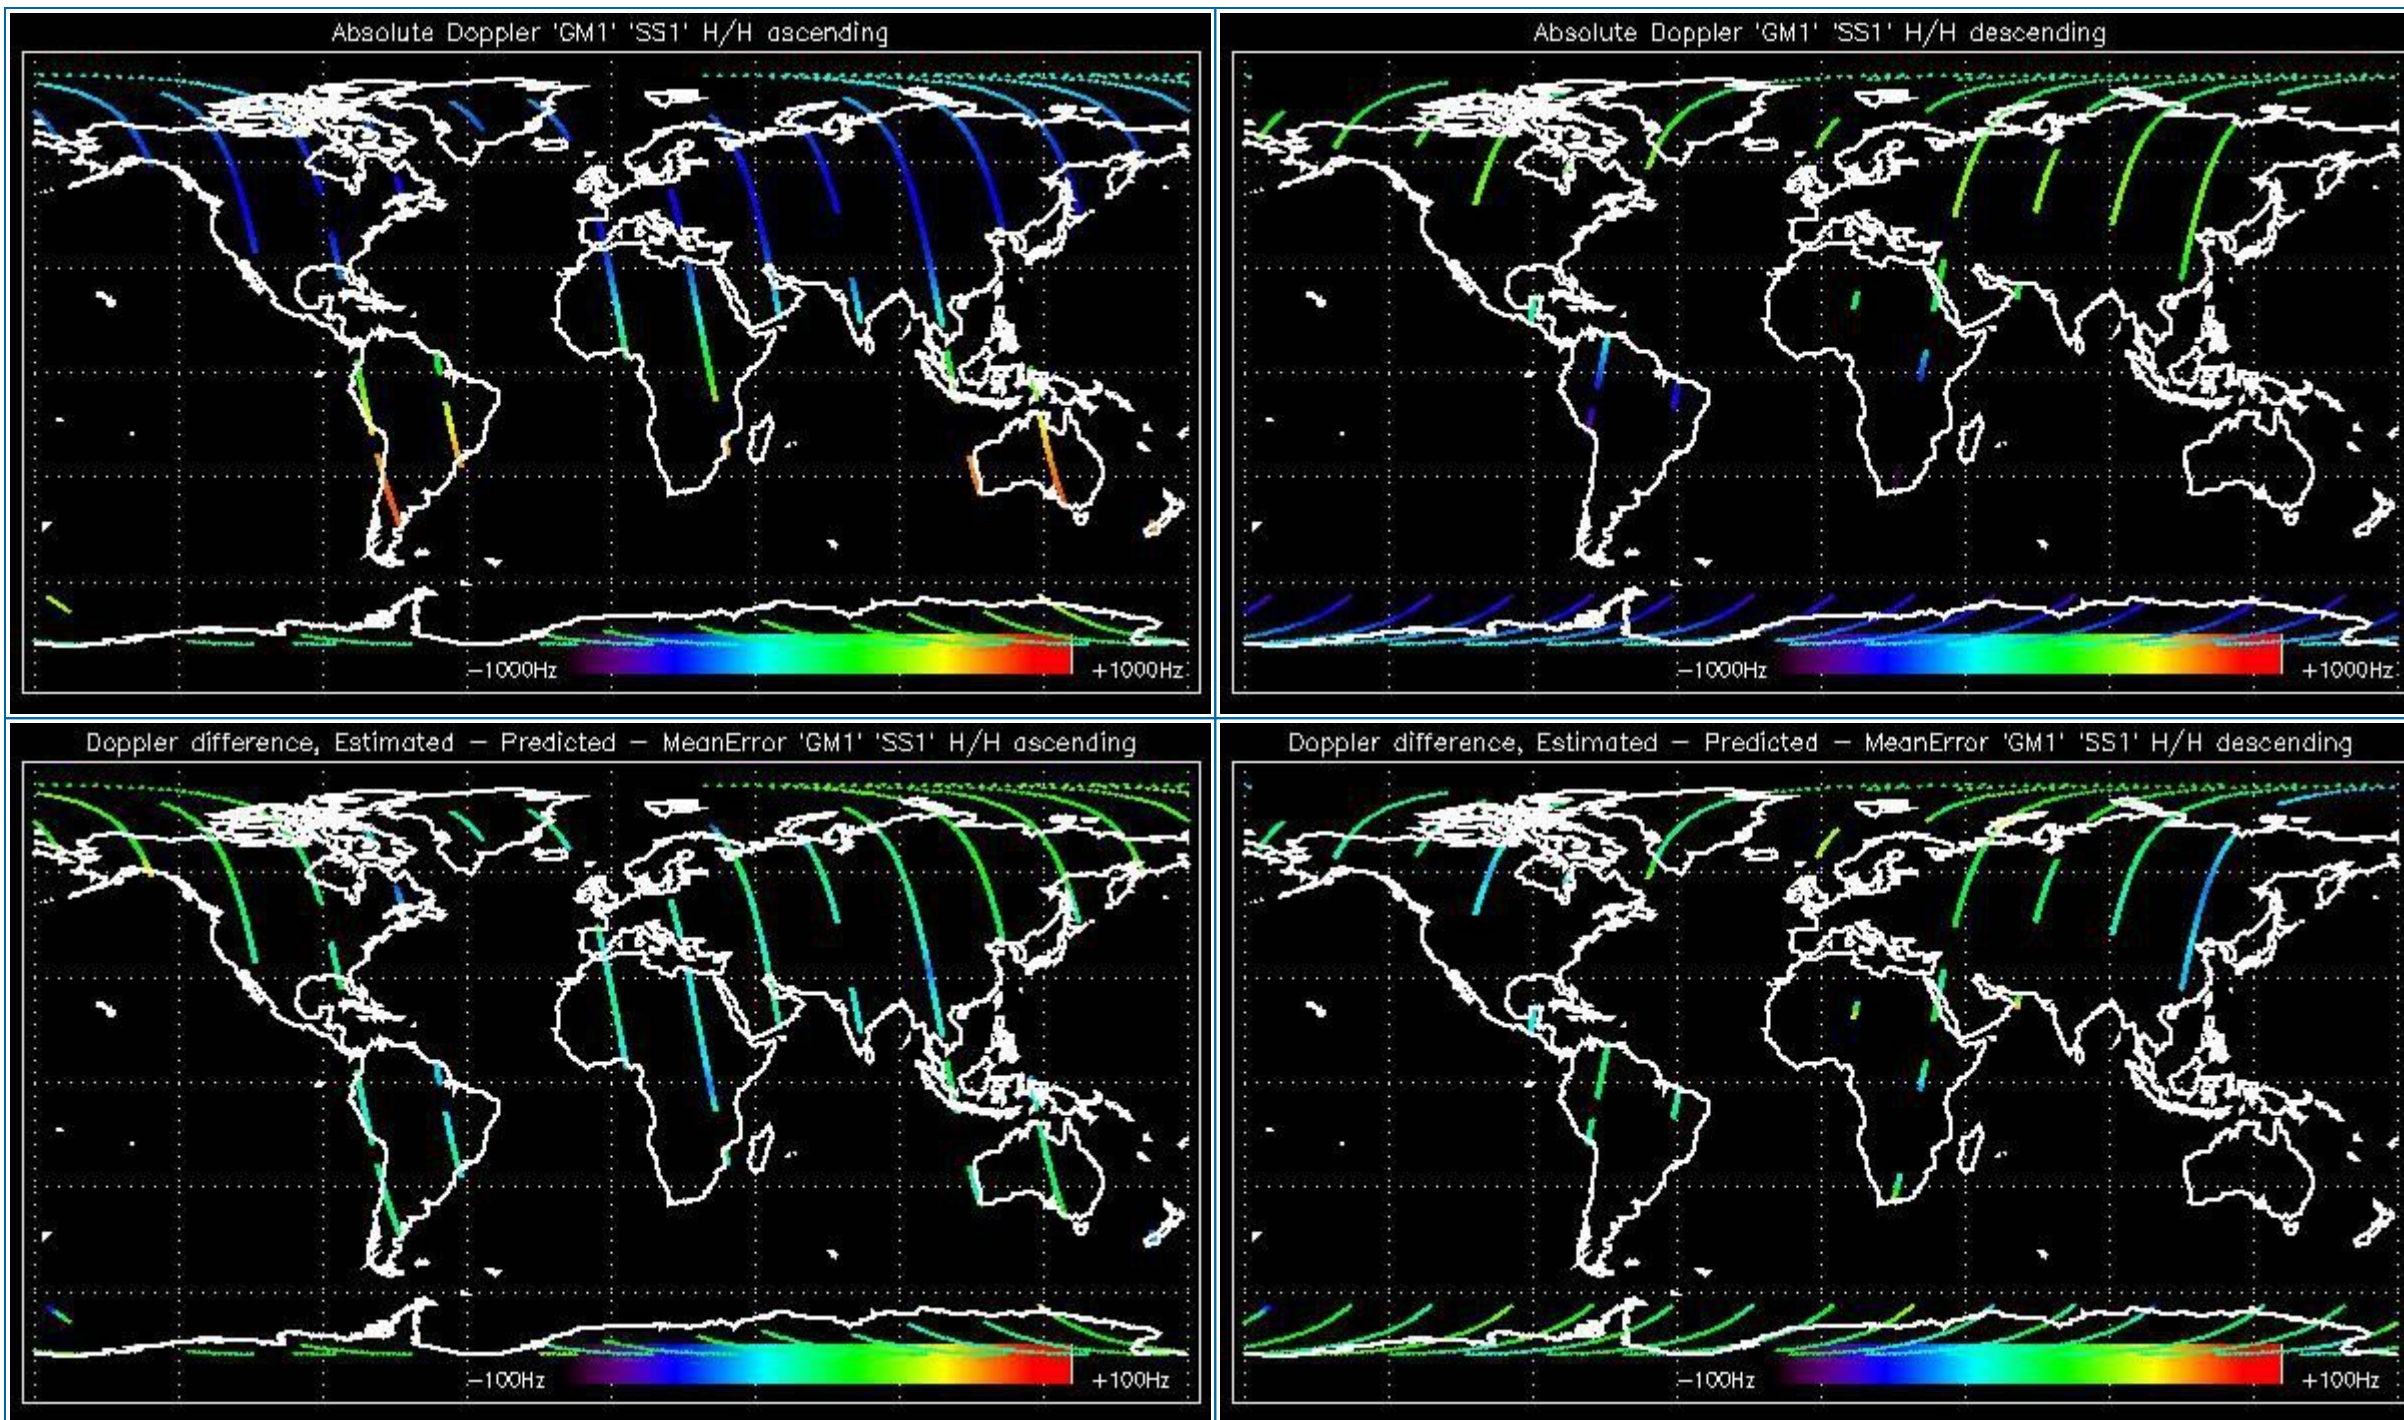 Absolute Doppler 'GM1' 'SS1' H/H ascending
-1000Hz
+1000Hz
Absolute Doppler 'GM1' 'SS1' H/H descending
-1000Hz
+1000Hz
Doppler difference, Estimated - Predicted - MeanError 'GM1' 'SS1' H/H ascending
-100Hz
+100Hz
Doppler difference, Estimated - Predicted - MeanError 'GM1' 'SS1' H/H descending
-100Hz
+100Hz